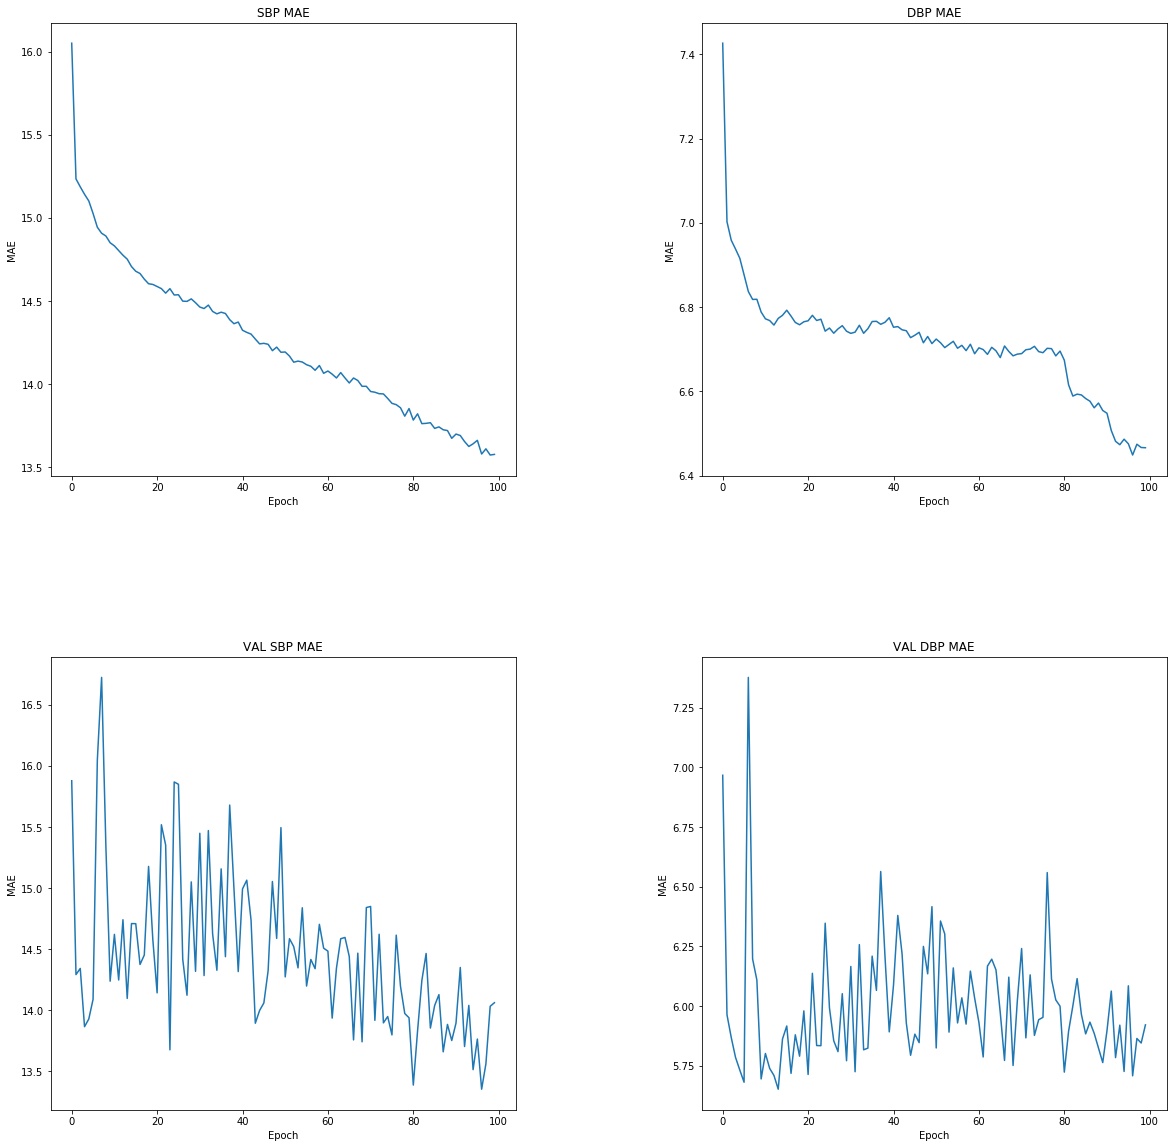 SBP MAE
MAE
16.0
15.5
15.0
14.5
14.0
13.5
0 20 40 60 80 100
Epoch
DBP MAE
MAE
7.4
7.2
7.0
6.8
6.6
6.4
0 20 40 60 80 100
Epoch
VAL SBP MAE
MAE
16.5
16.0
15.5
15.0
14.5
14.0
13.5
0 20 40 60 80 100
Epoch
VAL DBP MAE
MAE
7.25
7.00
6.75
6.50
6.25
6.00
5.75
0 20 40 60 80 100
Epoch